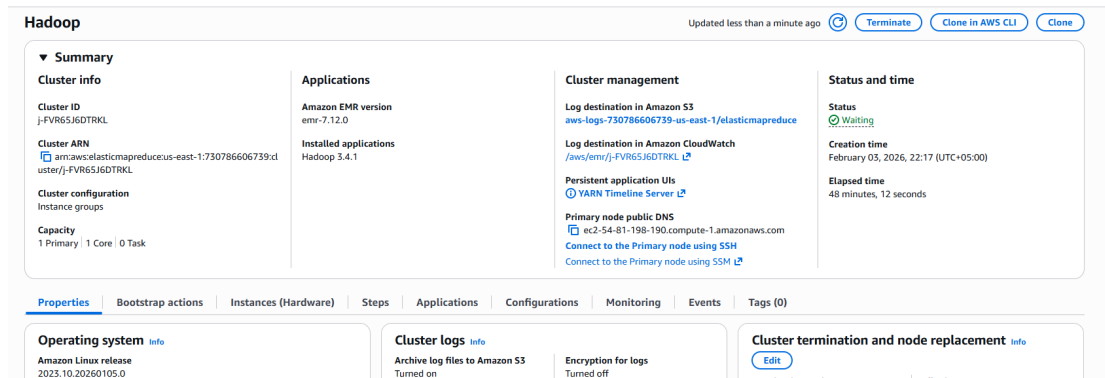 Hadoop
Updated less than a minute ago
Terminate
Clone in AWS CLI
Clone
Summary
Cluster info
Cluster ID
j-FVR65J6DTRKL
Cluster ARN
arn:aws:elasticmapreduce:us-east-1:730786606739:cl
uster/j-FVR65J6DTRKL
Cluster configuration
Instance groups
Capacity
1 Primary 1 Core 0 Task
Applications
Amazon EMR version
emr-7.12.0
Installed applications
Hadoop 3.4.1
Cluster management
Log destination in Amazon S3
aws-logs-730786606739-us-east-1/elasticmapreduce
Log destination in Amazon CloudWatch
/aws/emr/j-FVR65J6DTRKL
Persistent application UIs
YARN Timeline Server
Primary node public DNS
ec2-54-81-198-190.compute-1.amazonaws.com
Connect to the Primary node using SSH
Connect to the Primary node using SSM
Status and time
Status
Waiting
Creation time
February 03, 2026, 22:17 (UTC+05:00)
Elapsed time
48 minutes, 12 seconds
Properties
Bootstrap actions
Instances (Hardware)
Steps
Applications
Configurations
Monitoring
Events
Tags (0)
Operating system Info
Amazon Linux release
2023.10.20260105.0
Cluster logs Info
Archive log files to Amazon S3
Turned on
Encryption for logs
Turned off
Cluster termination and node replacement Info
Edit